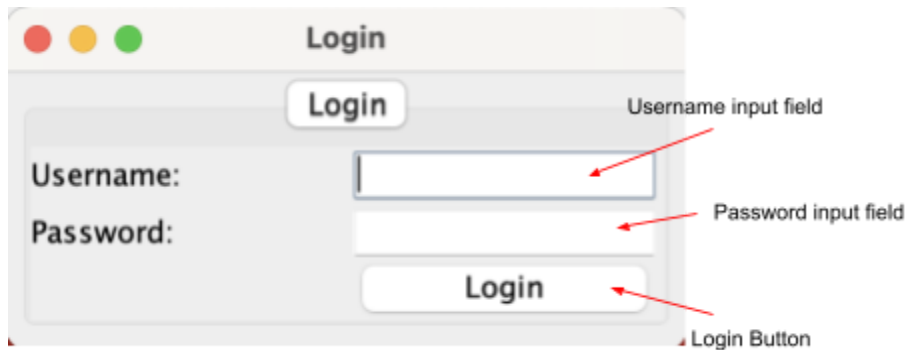 Login
Login
Username input field
Username:
Password input field
Password:
Login
Login Button